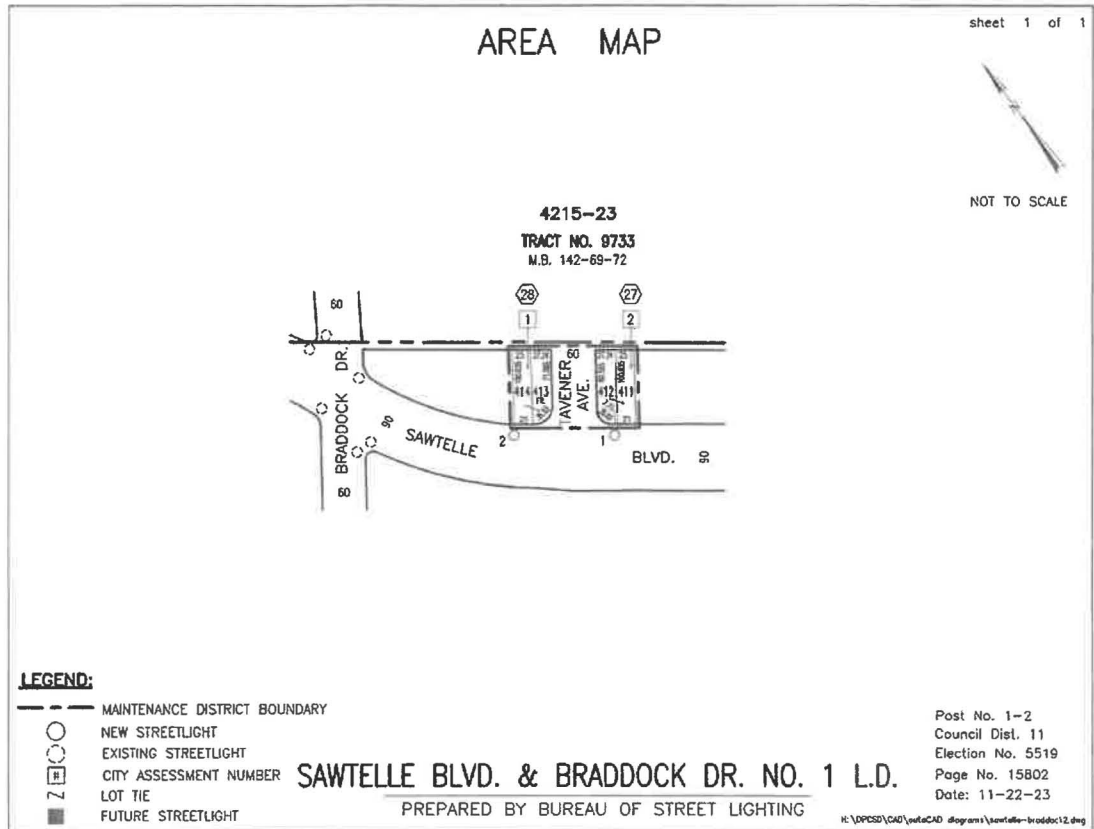 sheet 1 of 1
AREA MAP
NOT TO SCALE
4215-23
TRACT NO. 9733
M.B. 142-69-72
28
27
1
2
60
60
BRADDOCK DR.
TAVENER AVE.
414
413
412
411
90
SAWTELLE
2
1
BLVD.
90
60
LEGEND:
MAINTENANCE DISTRICT BOUNDARY
NEW STREETLIGHT
EXISTING STREETLIGHT
# CITY ASSESSMENT NUMBER
LOT TIE
FUTURE STREETLIGHT
SAWTELLE BLVD. & BRADDOCK DR. NO. 1 L.D.
PREPARED BY BUREAU OF STREET LIGHTING
Post No. 1-2
Council Dist. 11
Election No. 5519
Page No. 15802
Date: 11-22-23